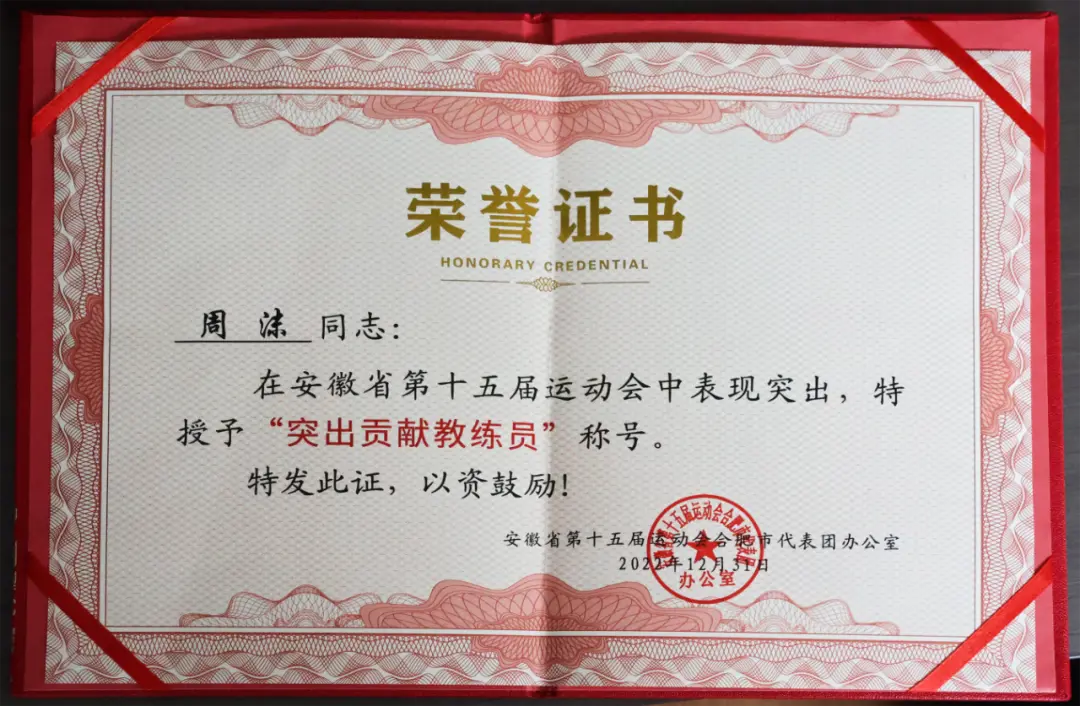 荣誉证书
HONORARY CREDENTIAL
周 沫 同志：
在安徽省第十五届运动会中表现突出，特
授予“突出贡献教练员”称号。
特发此证，以资鼓励！
安徽省第十五届运动会合肥市代表团办公室
2022年12月31日
办公室